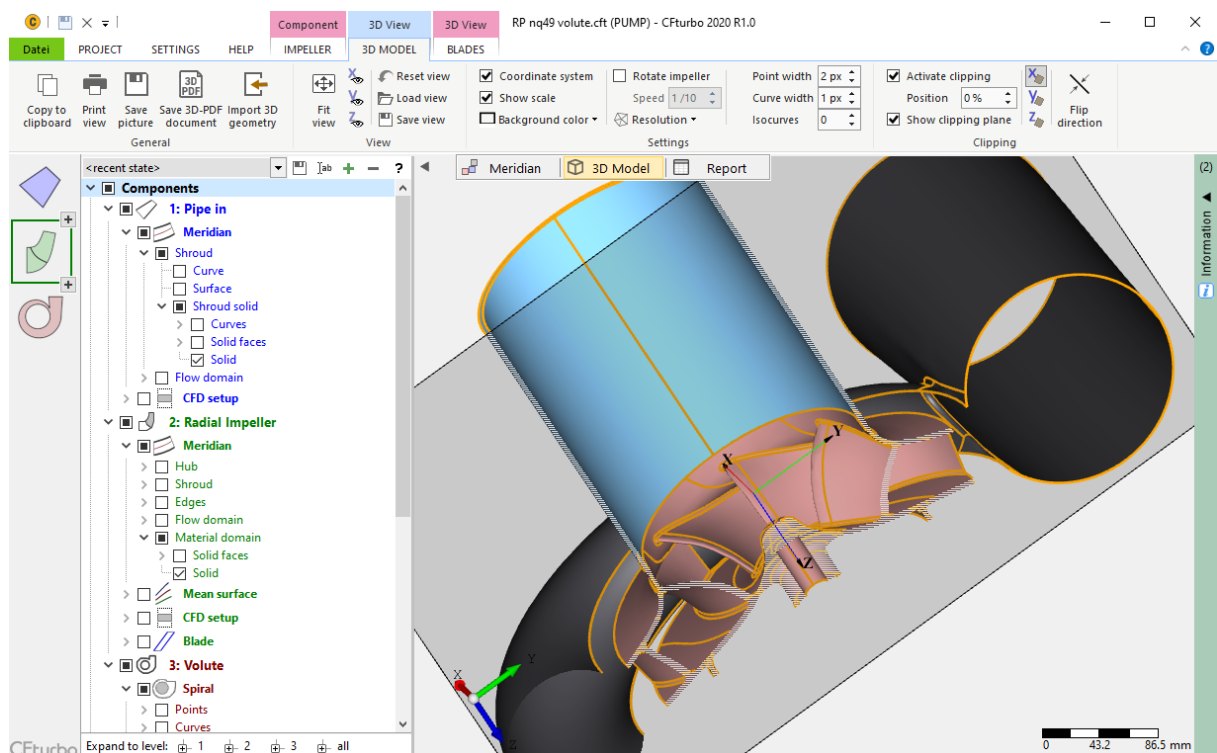 RP nq49 volute.cft (PUMP) - CFturbo 2020 R1.0
Component
3D View
3D View
Datei
PROJECT
SETTINGS
HELP
IMPELLER
3D MODEL
BLADES
Copy to clipboard
Print view
Save picture
3D PDF
Save 3D-PDF document
Import 3D geometry
General
Fit view
X
Y
Z
Reset view
Load view
Save view
View
Coordinate system
Show scale
Background color
Rotate impeller
Speed 1 /10
Resolution
Point width 2 px
Curve width 1 px
Isocurves 0
Settings
Activate clipping
Position 0 %
Show clipping plane
X
Y
Z
Flip direction
Clipping
<recent state>
Iab
?
Meridian
3D Model
Report
(2)
Information
Components
1: Pipe in
Meridian
Shroud
Curve
Surface
Shroud solid
Curves
Solid faces
Solid
Flow domain
CFD setup
2: Radial Impeller
Meridian
Hub
Shroud
Edges
Flow domain
Material domain
Solid faces
Solid
Mean surface
CFD setup
Blade
3: Volute
Spiral
Points
Curves
X
Y
Z
X
Y
Z
0 43.2 86.5 mm
CFturbo
Expand to level: 1 2 3 all